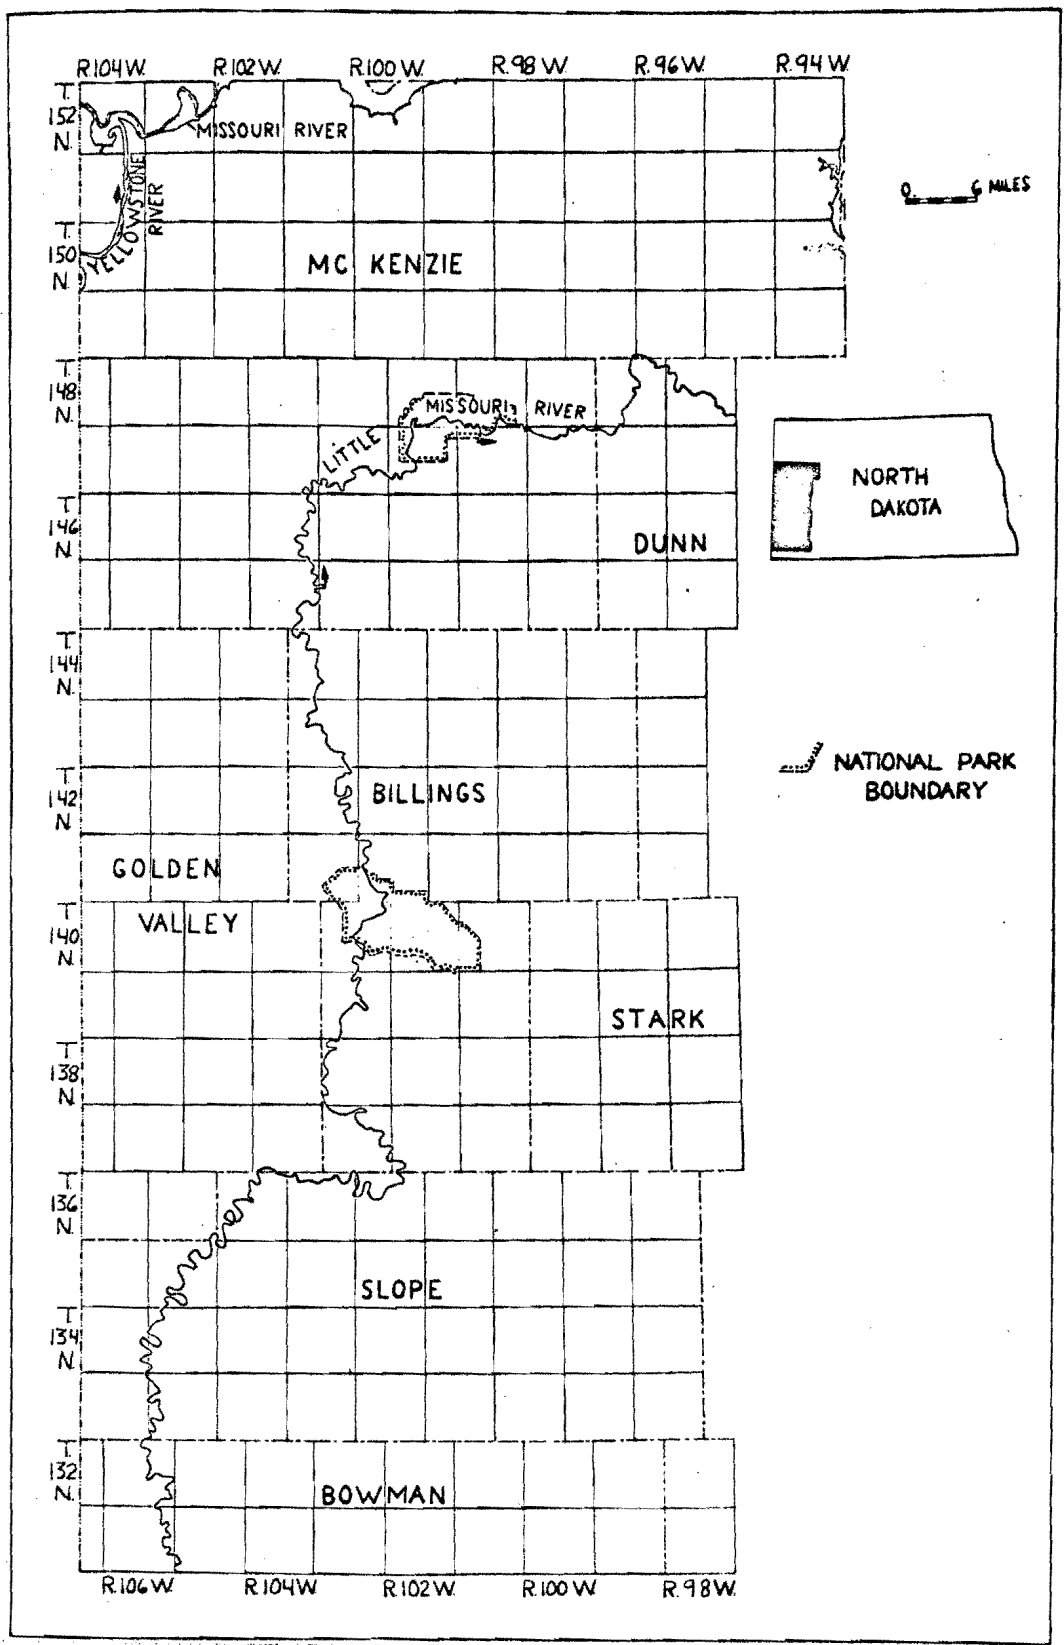 R.104W. R.102W. R.100W. R.98W. R.96W. R.94W.
T.
152
N.
MISSOURI RIVER
YELLOWSTONE
RIVER
0 6 MILES
T.
150
N.
MC KENZIE
T.
148
N.
MISSOURI RIVER
LITTLE
NORTH
DAKOTA
T.
146
N.
DUNN
T.
144
N.
NATIONAL PARK
BOUNDARY
T.
142
N.
BILLINGS
GOLDEN
VALLEY
T.
140
N.
STARK
T.
138
N.
T.
136
N.
SLOPE
T.
134
N.
T.
132
N.
BOWMAN
R.106W. R.104W. R.102W. R.100W. R.98W.